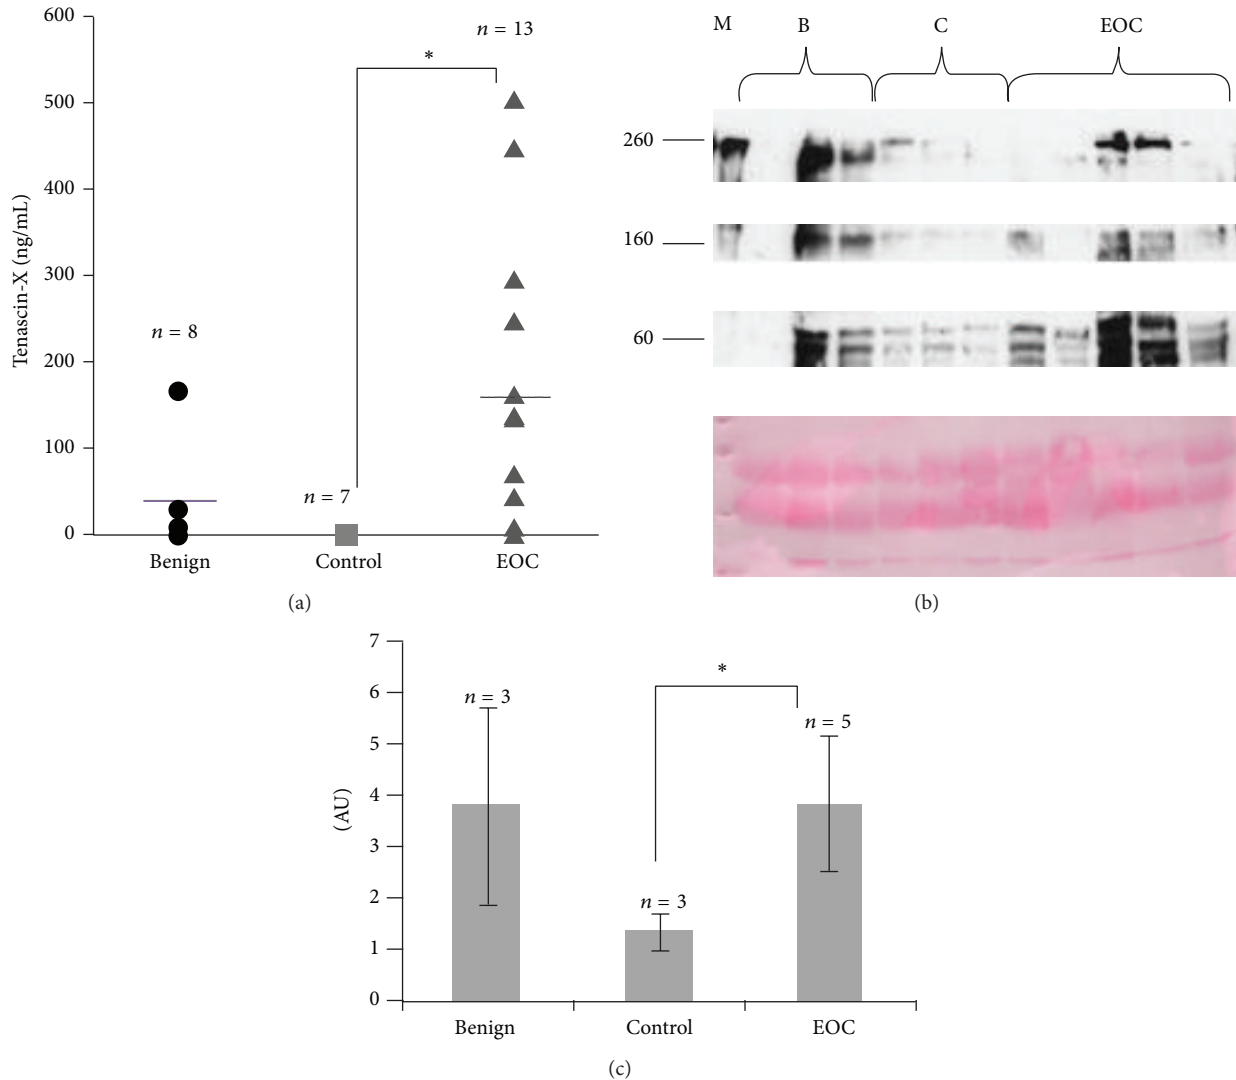 600
500
400
300
200
100
0
Tenascin-X (ng/mL)
n = 8
n = 7
n = 13
*
Benign
Control
EOC
(a)
M
B
C
EOC
260
160
60
(b)
7
6
5
4
3
2
1
0
(AU)
n = 3
n = 3
n = 5
*
Benign
Control
EOC
(c)